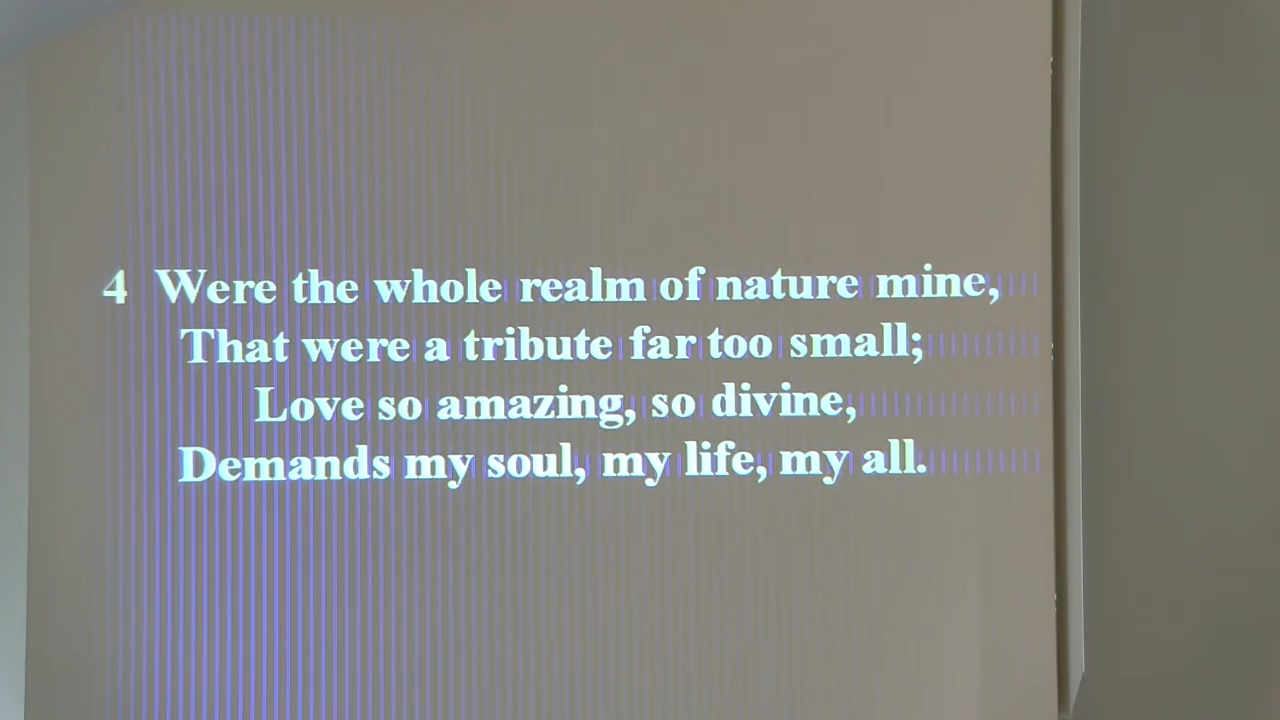 4 Were the whole realm of nature mine,
That were a tribute far too small;
Love so amazing, so divine,
Demands my soul, my life, my all.